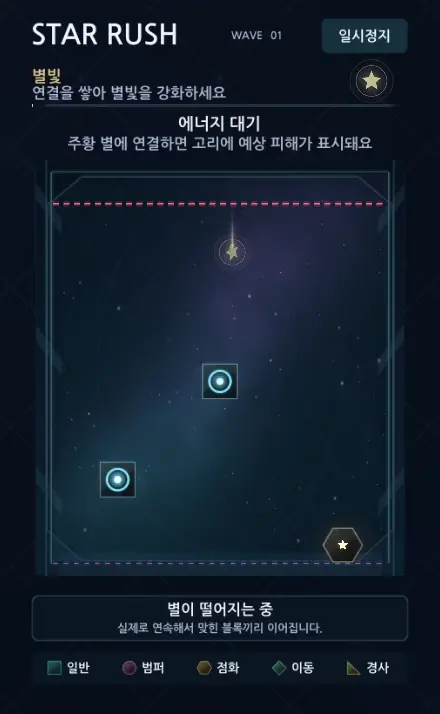 STAR RUSH
WAVE 01
일시정지
별빛
연결을 쌓아 별빛을 강화하세요
에너지 대기
주황 별에 연결하면 고리에 예상 피해가 표시돼요
별이 떨어지는 중
실제로 연속해서 맞힌 블록끼리 이어집니다.
일반
범퍼
점화
이동
경사